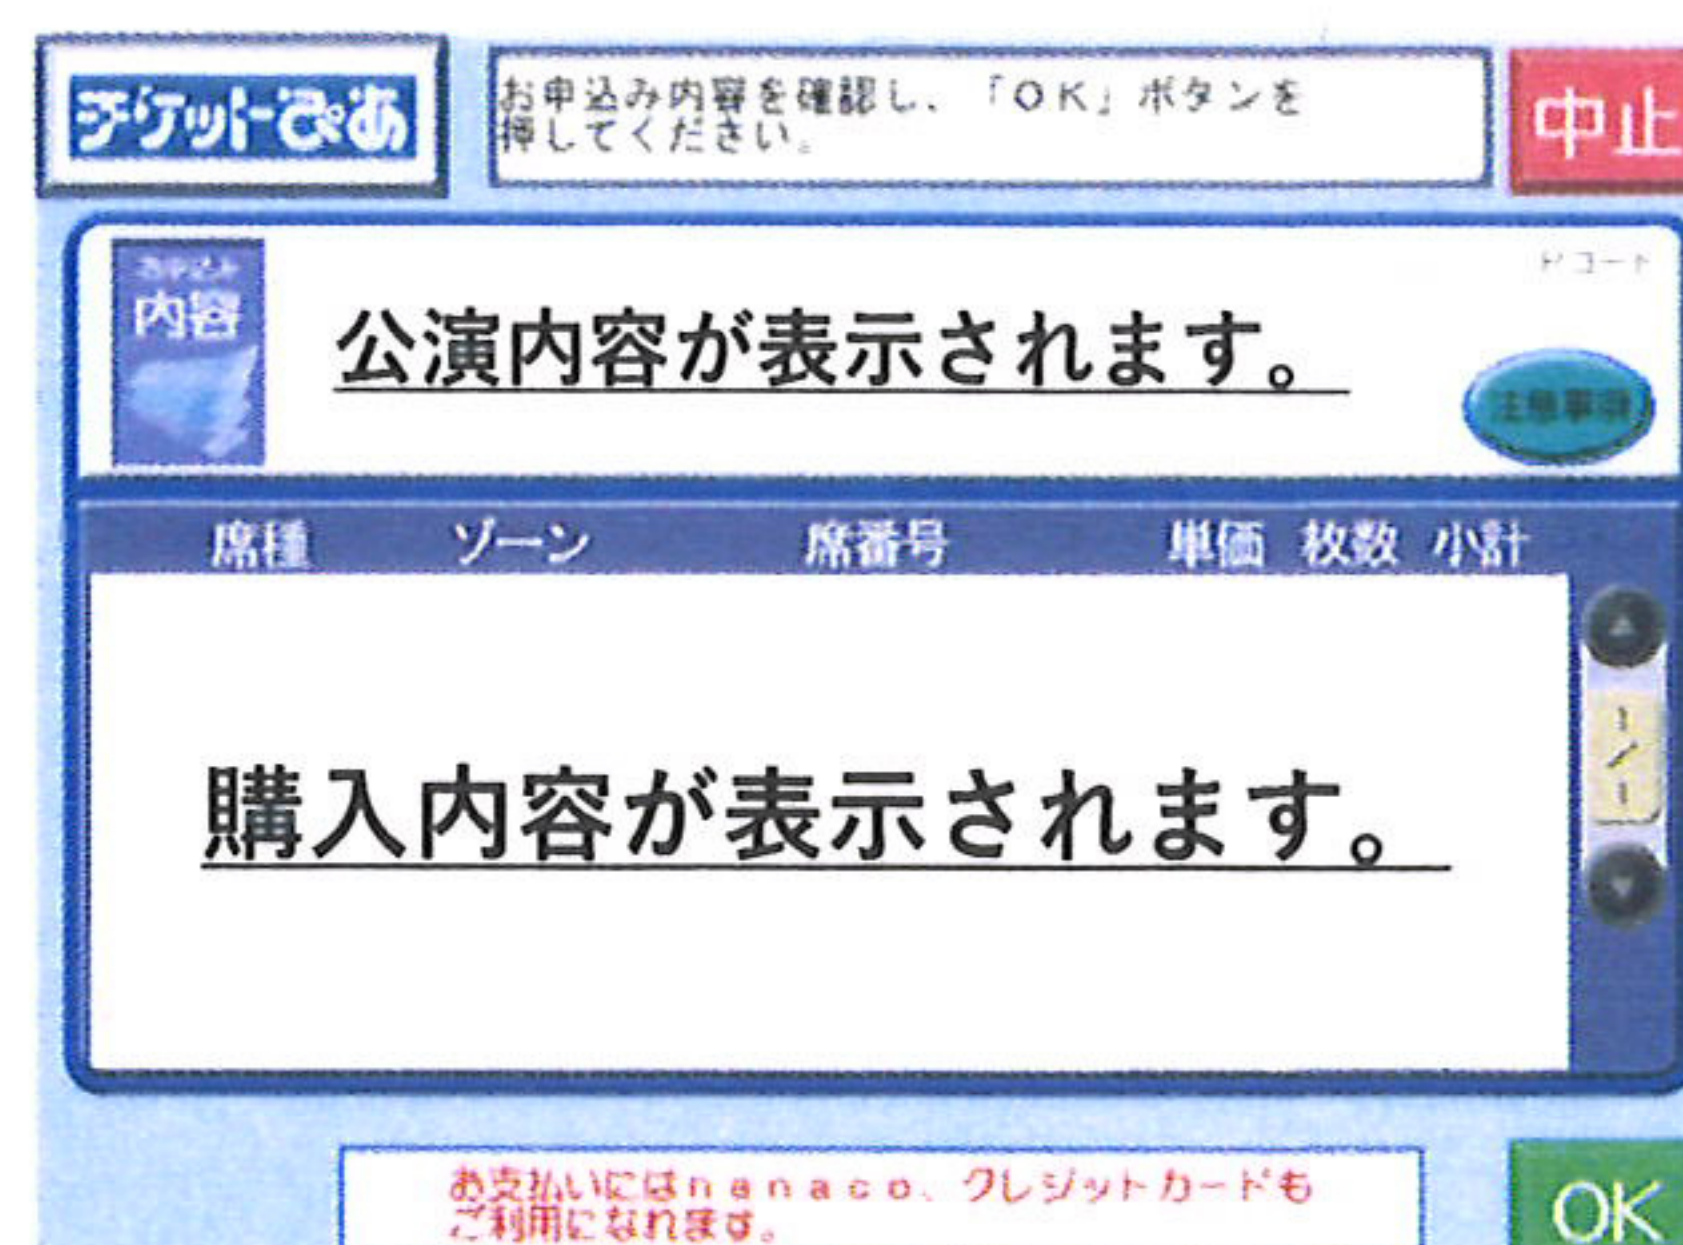 チケットぴあ
お申込み内容を確認し、「OK」ボタンを
押してください。
中止
お申込み
内容
Pコード
公演内容が表示されます。
注意事項
席種 ゾーン 席番号 単価 枚数 小計
1/1
購入内容が表示されます。
お支払いにはnanaco、クレジットカードも
ご利用になれます。
OK